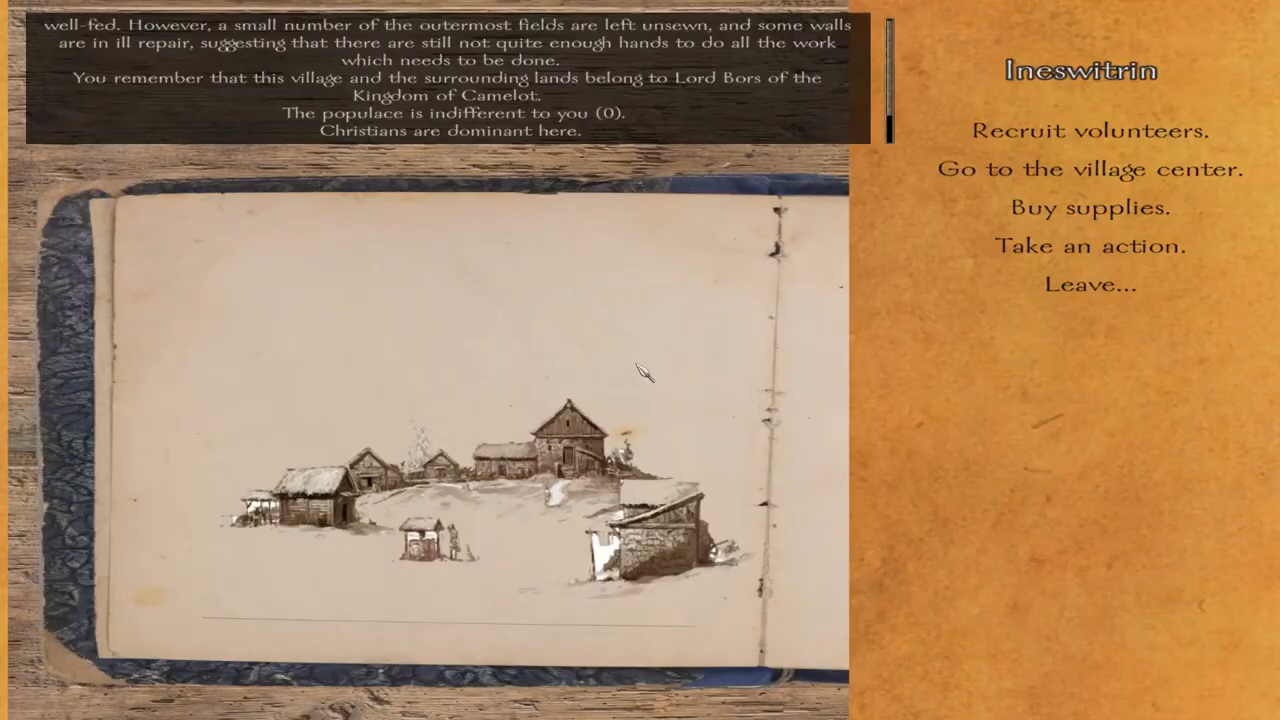 well-fed. However, a small number of the outermost fields are left unsewn, and some walls
are in ill repair, suggesting that there are still not quite enough hands to do all the work
which needs to be done.
You remember that this village and the surrounding lands belong to Lord Bors of the
Kingdom of Camelot.
The populace is indifferent to you (0).
Christians are dominant here.
Ineswitrin
Recruit volunteers.
Go to the village center.
Buy supplies.
Take an action.
Leave...